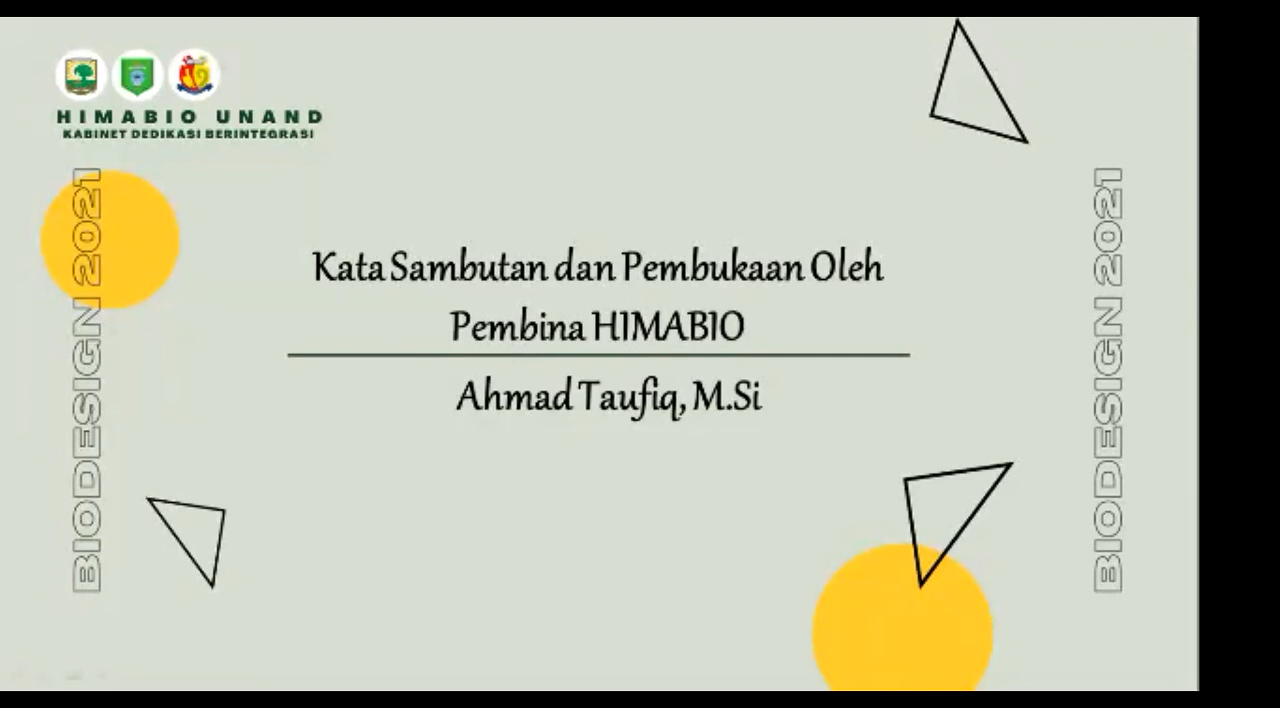 HIMABIO UNAND
KABINET DEDIKASI BERINTEGRASI
BIODESIGN 2021
Kata Sambutan dan Pembukaan Oleh
Pembina HIMABIO
Ahmad Taufiq, M.Si
BIODESIGN 2021